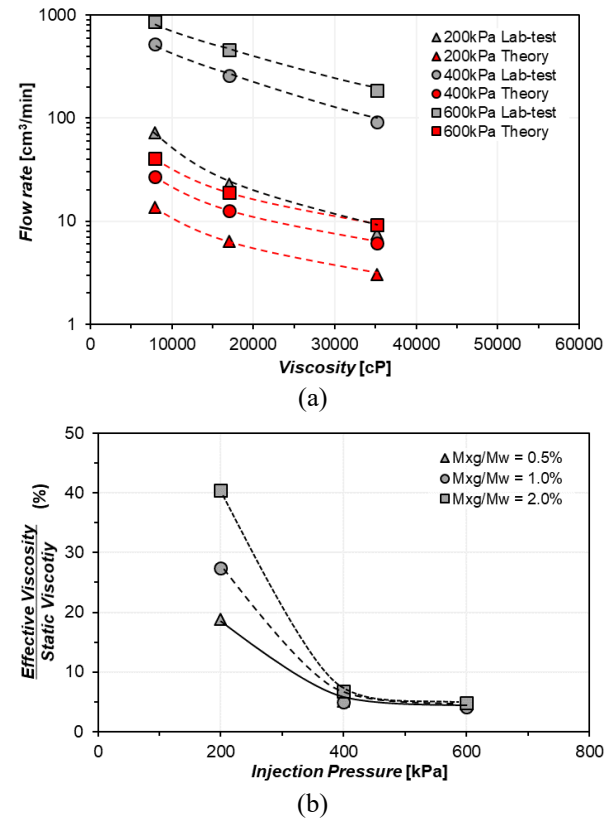 1000
100
10
1
Flow rate [cm³/min]
200kPa Lab-test
200kPa Theory
400kPa Lab-test
400kPa Theory
600kPa Lab-test
600kPa Theory
0 10000 20000 30000 40000 50000 60000
Viscosity [cP]
(a)
50
40
30
20
10
0
Effective Viscosity
Static Viscotiy
(%)
Mxg/Mw = 0.5%
Mxg/Mw = 1.0%
Mxg/Mw = 2.0%
0 200 400 600 800
Injection Pressure [kPa]
(b)